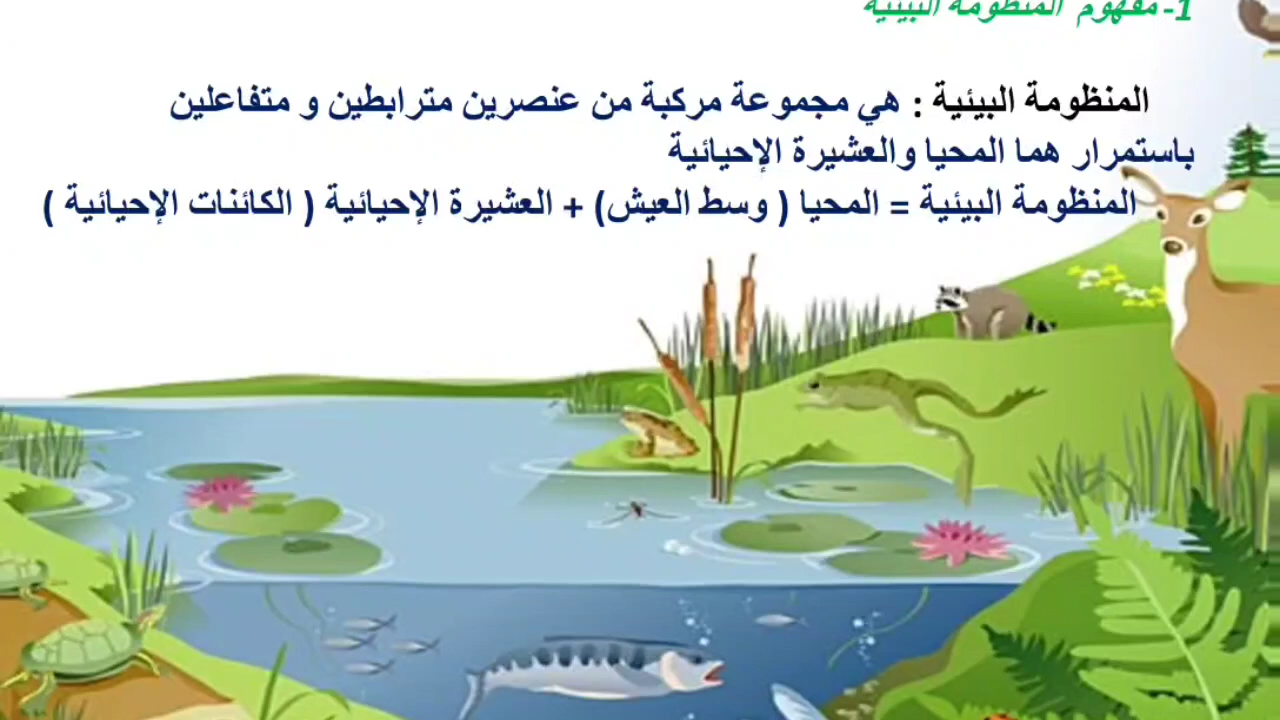 1- مفهوم المنظومة البيئية
المنظومة البيئية : هي مجموعة مركبة من عنصرين مترابطين و متفاعلين
باستمرار هما المحيا والعشيرة الإحيائية
المنظومة البيئية = المحيا ( وسط العيش) + العشيرة الإحيائية ( الكائنات الإحيائية )